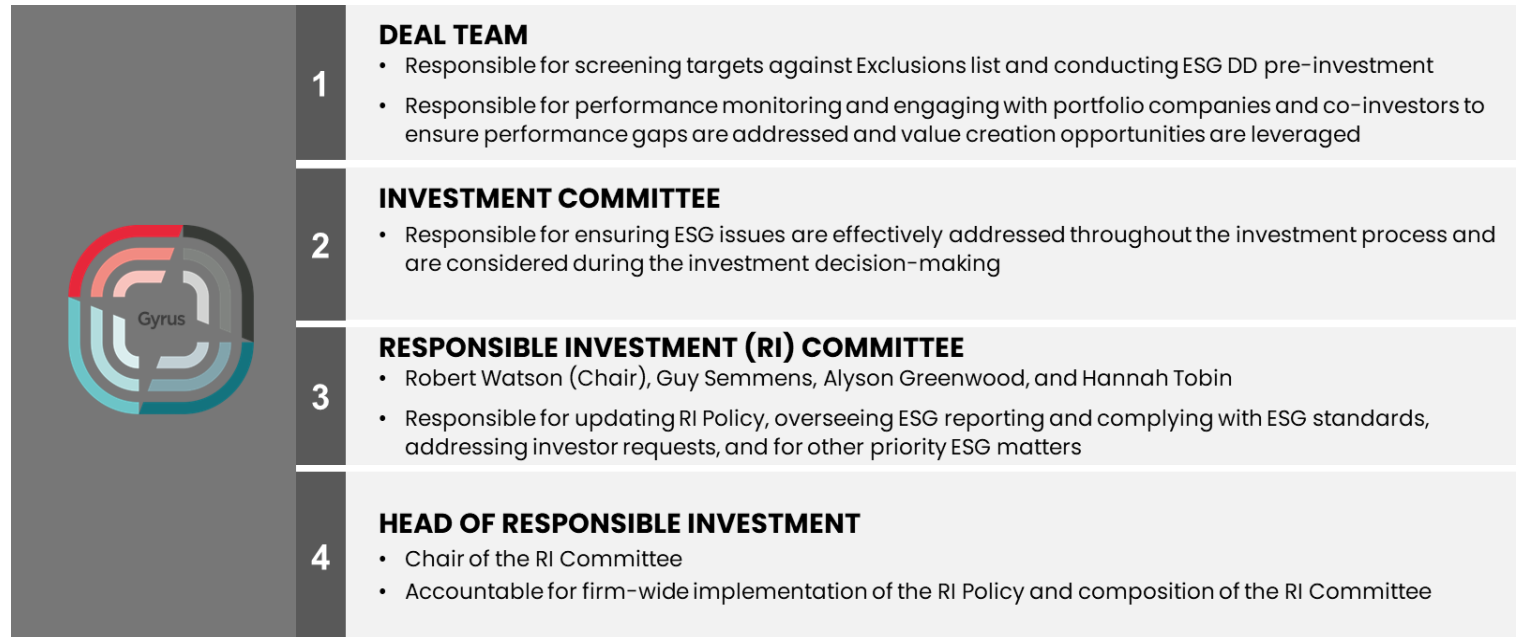 Gyrus
1
DEAL TEAM
• Responsible for screening targets against Exclusions list and conducting ESG DD pre-investment
• Responsible for performance monitoring and engaging with portfolio companies and co-investors to
ensure performance gaps are addressed and value creation opportunities are leveraged
2
INVESTMENT COMMITTEE
• Responsible for ensuring ESG issues are effectively addressed throughout the investment process and
are considered during the investment decision-making
3
RESPONSIBLE INVESTMENT (RI) COMMITTEE
• Robert Watson (Chair), Guy Semmens, Alyson Greenwood, and Hannah Tobin
• Responsible for updating RI Policy, overseeing ESG reporting and complying with ESG standards,
addressing investor requests, and for other priority ESG matters
4
HEAD OF RESPONSIBLE INVESTMENT
• Chair of the RI Committee
• Accountable for firm-wide implementation of the RI Policy and composition of the RI Committee